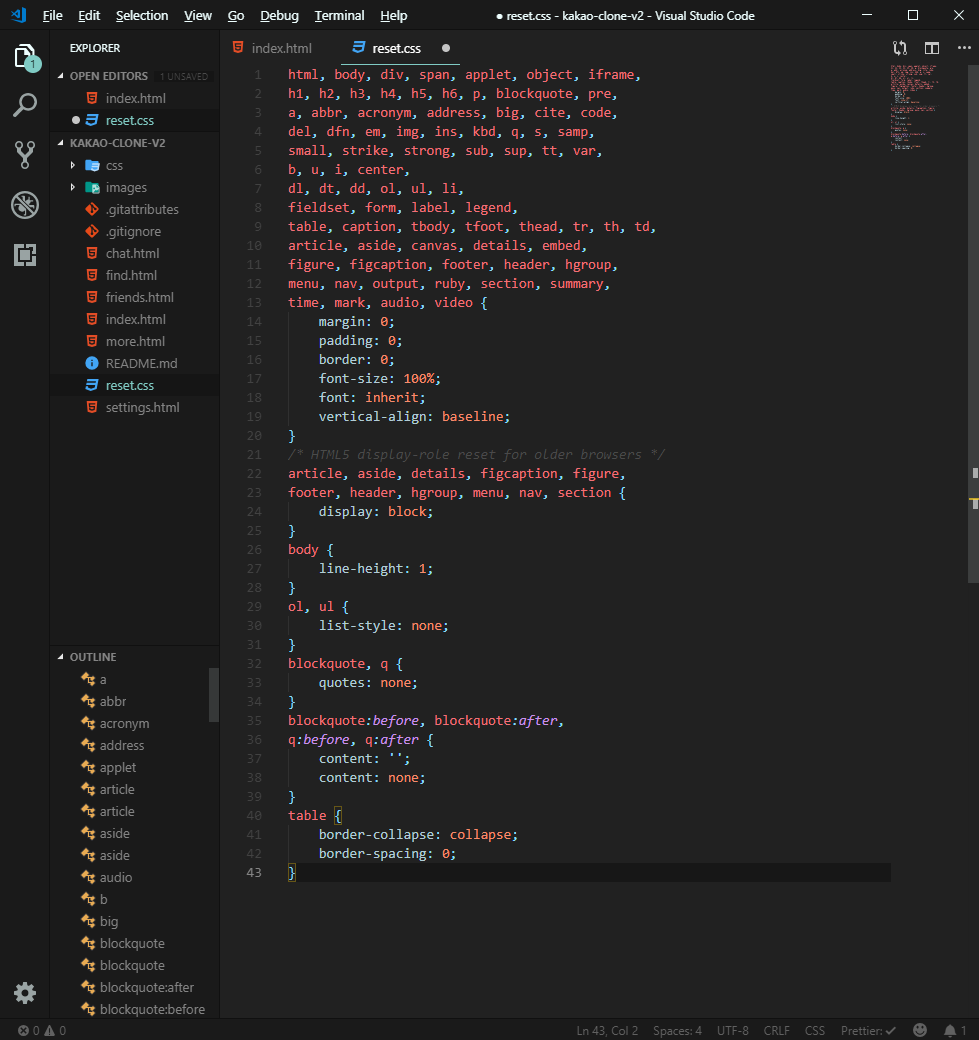 File Edit Selection View Go Debug Terminal Help
● reset.css - kakao-clone-v2 - Visual Studio Code
1
EXPLORER
OPEN EDITORS 1 UNSAVED
index.html
reset.css
KAKAO-CLONE-V2
css
images
.gitattributes
.gitignore
chat.html
find.html
friends.html
index.html
more.html
README.md
reset.css
settings.html
OUTLINE
a
abbr
acronym
address
applet
article
article
aside
aside
audio
b
big
blockquote
blockquote
blockquote:after
blockquote:before
index.html reset.css
1 html, body, div, span, applet, object, iframe,
2 h1, h2, h3, h4, h5, h6, p, blockquote, pre,
3 a, abbr, acronym, address, big, cite, code,
4 del, dfn, em, img, ins, kbd, q, s, samp,
5 small, strike, strong, sub, sup, tt, var,
6 b, u, i, center,
7 dl, dt, dd, ol, ul, li,
8 fieldset, form, label, legend,
9 table, caption, tbody, tfoot, thead, tr, th, td,
10 article, aside, canvas, details, embed,
11 figure, figcaption, footer, header, hgroup,
12 menu, nav, output, ruby, section, summary,
13 time, mark, audio, video {
14     margin: 0;
15     padding: 0;
16     border: 0;
17     font-size: 100%;
18     font: inherit;
19     vertical-align: baseline;
20 }
21 /* HTML5 display-role reset for older browsers */
22 article, aside, details, figcaption, figure,
23 footer, header, hgroup, menu, nav, section {
24     display: block;
25 }
26 body {
27     line-height: 1;
28 }
29 ol, ul {
30     list-style: none;
31 }
32 blockquote, q {
33     quotes: none;
34 }
35 blockquote:before, blockquote:after,
36 q:before, q:after {
37     content: '';
38     content: none;
39 }
40 table {
41     border-collapse: collapse;
42     border-spacing: 0;
43 }
0 0 Ln 43, Col 2 Spaces: 4 UTF-8 CRLF CSS Prettier: ✓ 1